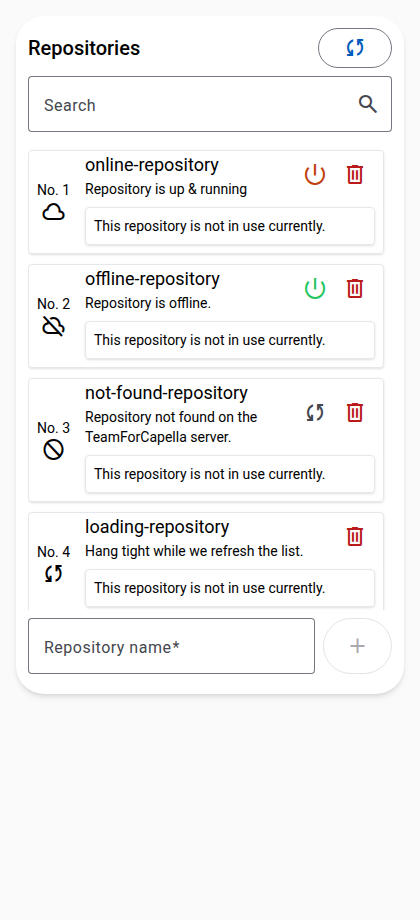 Repositories
Search
No. 1
online-repository
Repository is up & running
This repository is not in use currently.
No. 2
offline-repository
Repository is offline.
This repository is not in use currently.
No. 3
not-found-repository
Repository not found on the
TeamForCapella server.
This repository is not in use currently.
No. 4
loading-repository
Hang tight while we refresh the list.
This repository is not in use currently.
Repository name*